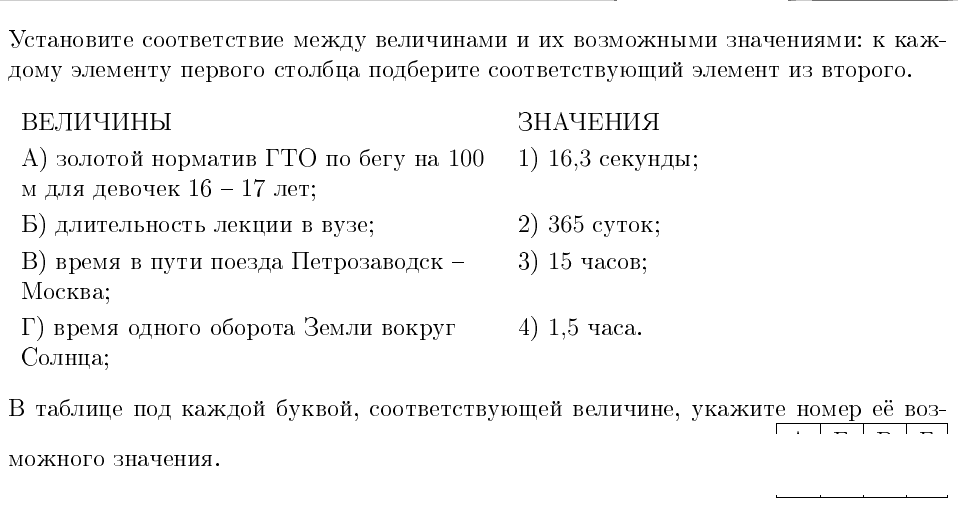 Установите соответствие между величинами и их возможными значениями: к каж-
дому элементу первого столбца подберите соответствующий элемент из второго.
ВЕЛИЧИНЫ ЗНАЧЕНИЯ
А) золотой норматив ГТО по бегу на 100 1) 16,3 секунды;
м для девочек 16 – 17 лет;
Б) длительность лекции в вузе; 2) 365 суток;
В) время в пути поезда Петрозаводск – 3) 15 часов;
Москва;
Г) время одного оборота Земли вокруг 4) 1,5 часа.
Солнца;
В таблице под каждой буквой, соответствующей величине, укажите номер её воз-
можного значения.